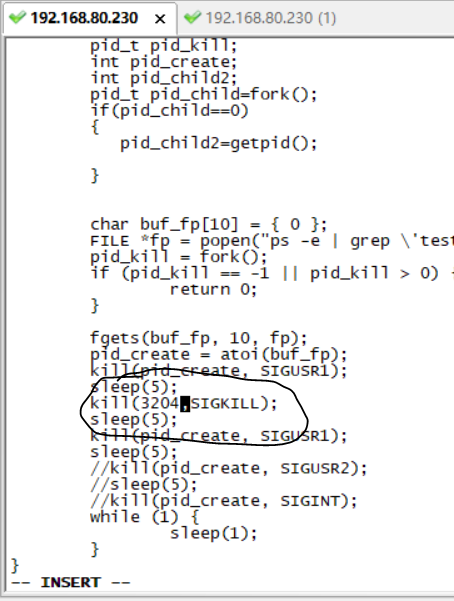 192.168.80.230 × 192.168.80.230 (1)
pid_t pid_kill;
int pid_create;
int pid_child2;
pid_t pid_child=fork();
if(pid_child==0)
{
pid_child2=getpid();
}
char buf_fp[10] = { 0 };
FILE *fp = popen("ps -e | grep \'test
pid_kill = fork();
if (pid_kill == -1 || pid_kill > 0) {
return 0;
}
fgets(buf_fp, 10, fp);
pid_create = atoi(buf_fp);
kill(pid_create, SIGUSR1);
sleep(5);
kill(3204,SIGKILL);
sleep(5);
kill(pid_create, SIGUSR1);
sleep(5);
//kill(pid_create, SIGUSR2);
//sleep(5);
//kill(pid_create, SIGINT);
while (1) {
sleep(1);
}
}
-- INSERT --